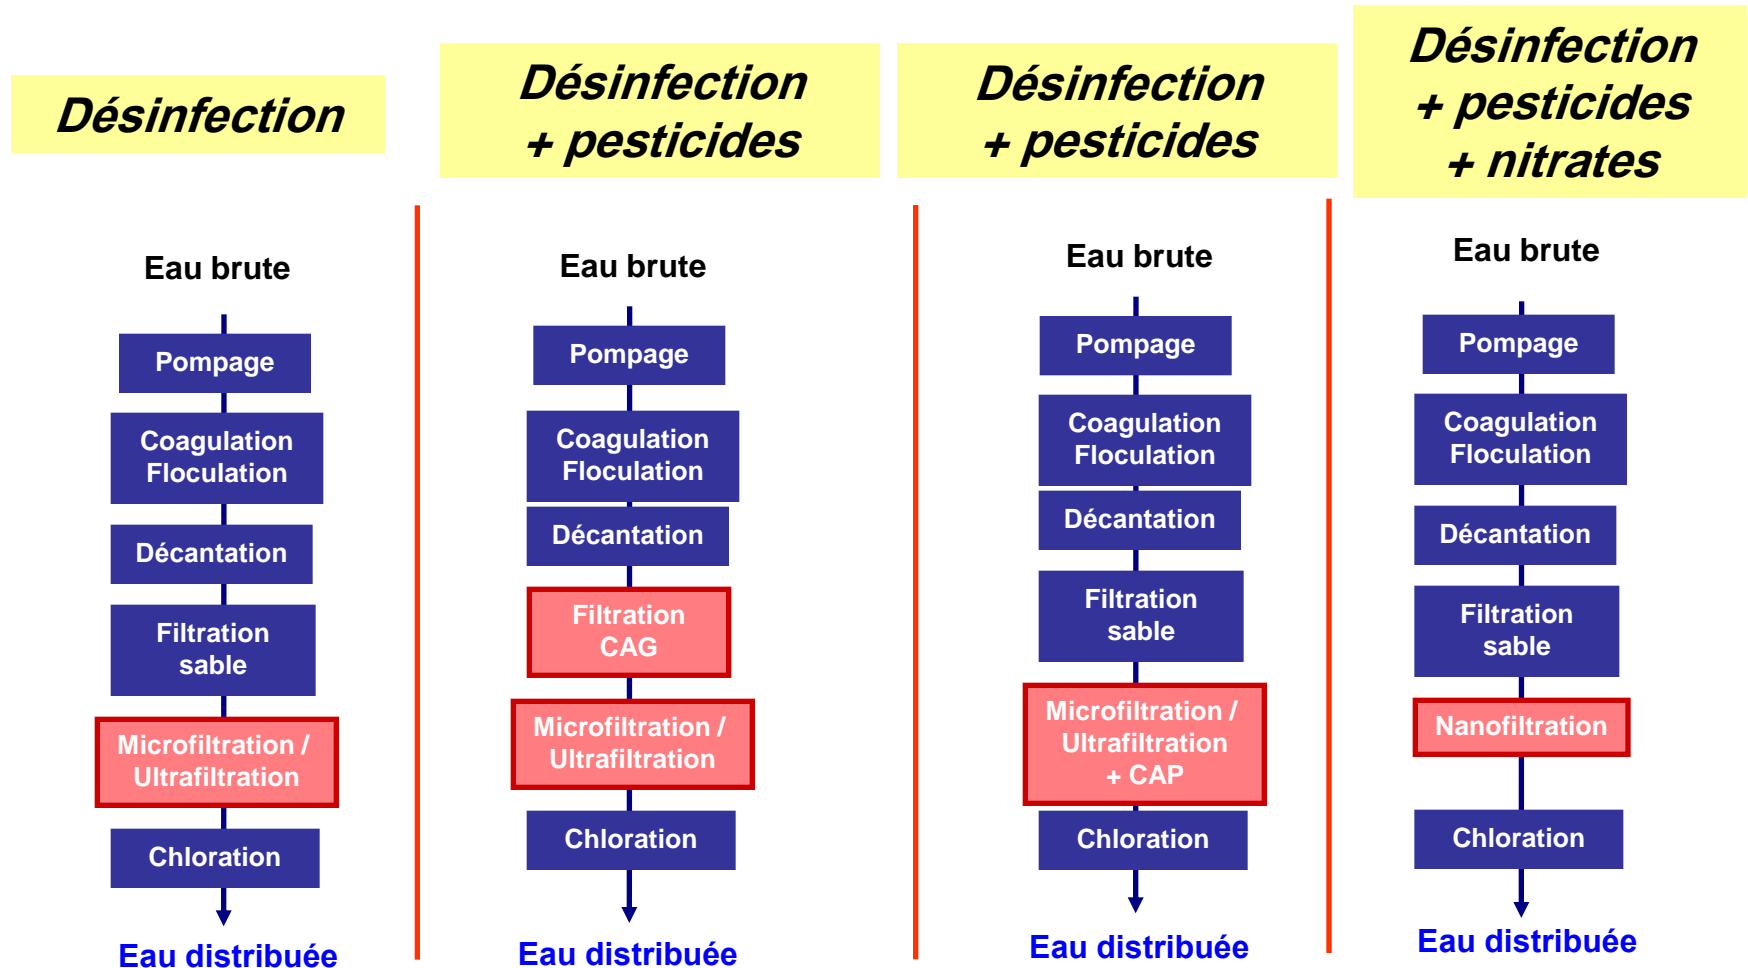 Désinfection
Eau brute
Pompage
Coagulation
Floculation
Décantation
Filtration
sable
Microfiltration /
Ultrafiltration
Chloration
Eau distribuée
Désinfection
+ pesticides
Eau brute
Pompage
Coagulation
Floculation
Décantation
Filtration
CAG
Microfiltration /
Ultrafiltration
Chloration
Eau distribuée
Désinfection
+ pesticides
Eau brute
Pompage
Coagulation
Floculation
Décantation
Filtration
sable
Microfiltration /
Ultrafiltration
+ CAP
Chloration
Eau distribuée
Désinfection
+ pesticides
+ nitrates
Eau brute
Pompage
Coagulation
Floculation
Décantation
Filtration
sable
Nanofiltration
Chloration
Eau distribuée